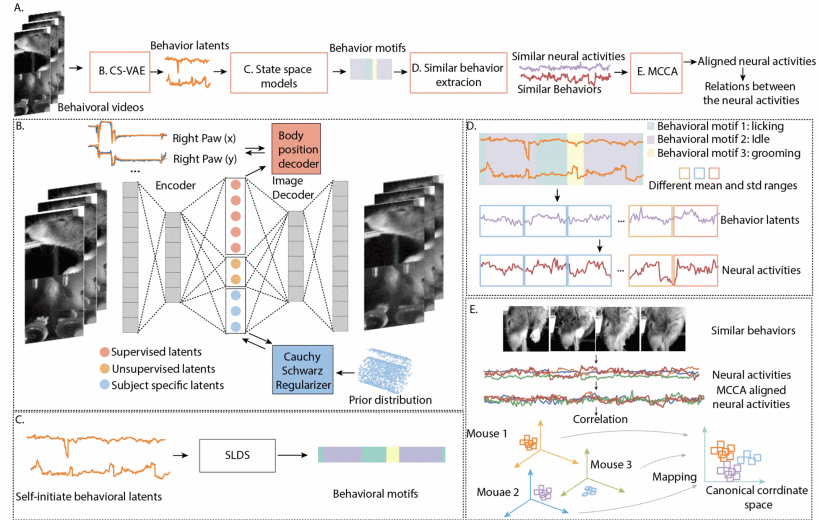 A.
Behavior latents
Behavior motifs
B. CS-VAE
C. State space
models
D. Similar behavior
exracion
Similar neural activities
Similar Behaviors
E. MCCA
Aligned neural activities
Relations between
the neural activities
Behaivoral videos
B.
Right Paw (x)
Right Paw (y)
...
Body
position
decoder
Encoder
Image
Decoder
Supervised latents
Unsupervised latents
Subject specific latents
Cauchy
Schwarz
Regularizer
Prior distribution
C.
Self-initiate behavioral latents
SLDS
Behavioral motifs
D.
Behavioral motif 1: licking
Behavioral motif 2: Idle
Behavioral motif 3: grooming
Different mean and std ranges
...
Behavior latents
...
Neural activities
E.
Similar behaviors
Neural activities
MCCA aligned
neural activities
Correlation
Mouse 1
Mouse 3
Mouae 2
Mapping
Canonical corrdinate
space